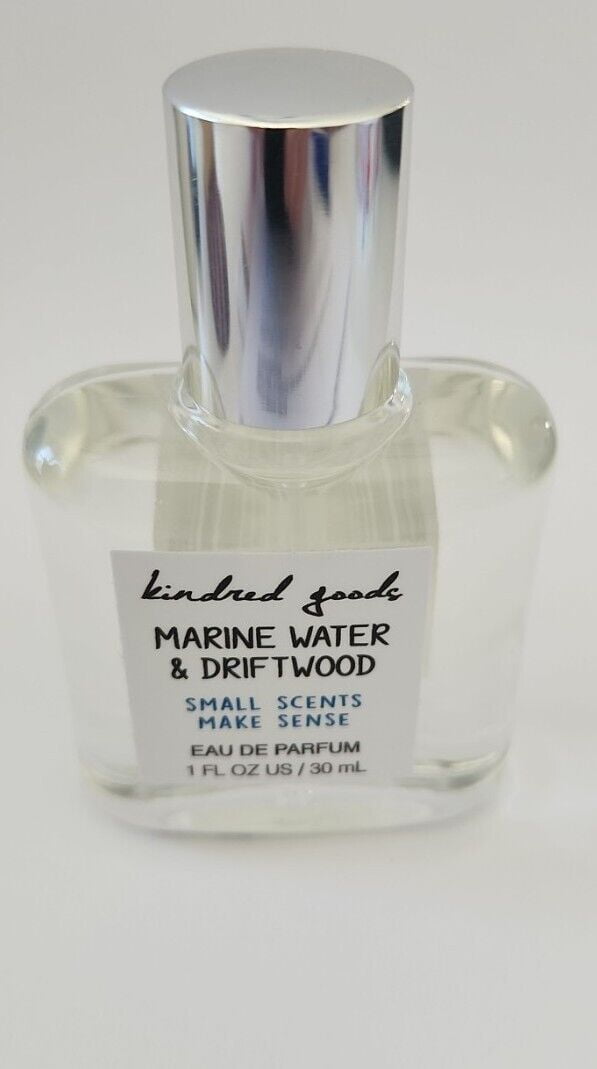 kindred goods
MARINE WATER
& DRIFTWOOD
SMALL SCENTS
MAKE SENSE
EAU DE PARFUM
1 FL OZ US / 30 mL